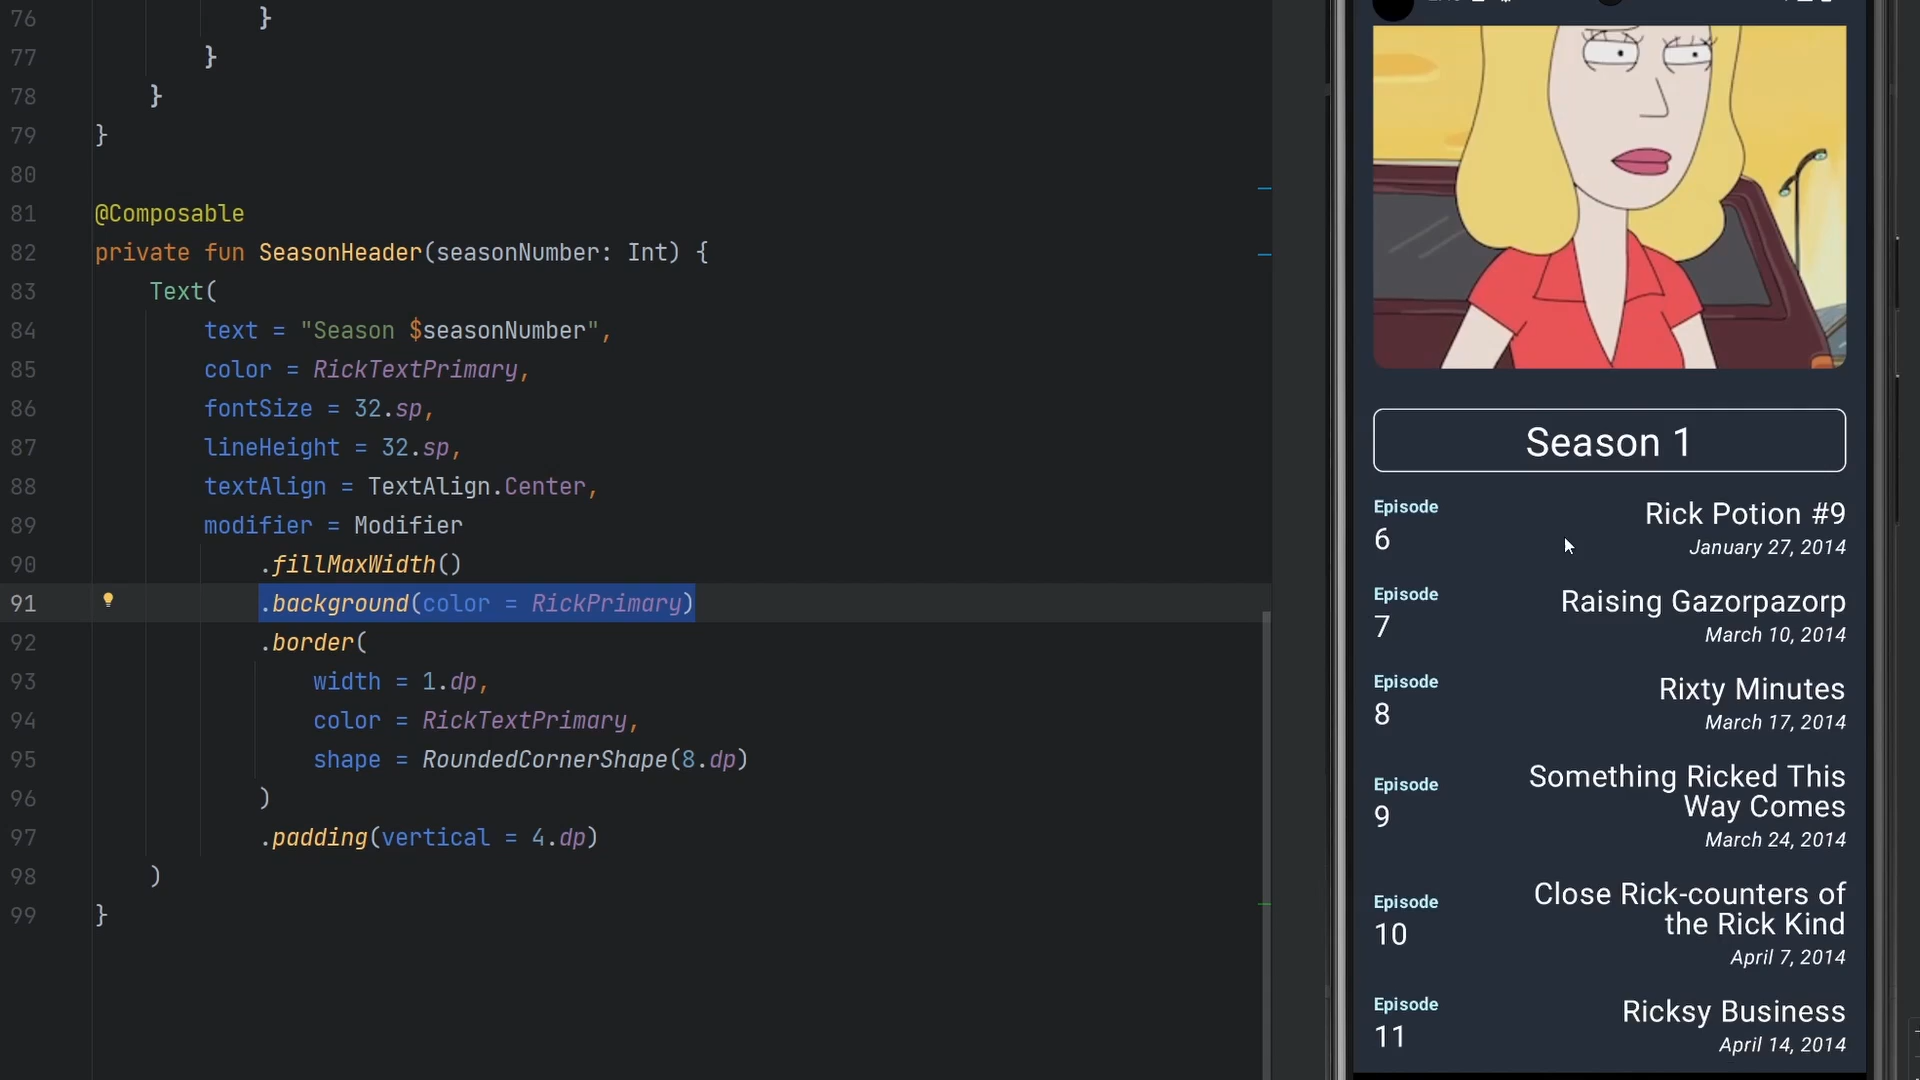 76 }
77 }
78 }
79 }
80
81 @Composable
82 private fun SeasonHeader(seasonNumber: Int) {
83 Text(
84 text = "Season $seasonNumber",
85 color = RickTextPrimary,
86 fontSize = 32.sp,
87 lineHeight = 32.sp,
88 textAlign = TextAlign.Center,
89 modifier = Modifier
90 .fillMaxWidth()
91 .background(color = RickPrimary)
92 .border(
93 width = 1.dp,
94 color = RickTextPrimary,
95 shape = RoundedCornerShape(8.dp)
96 )
97 .padding(vertical = 4.dp)
98 )
99 }
Season 1
Episode
6
Rick Potion #9
January 27, 2014
Episode
7
Raising Gazorpazorp
March 10, 2014
Episode
8
Rixty Minutes
March 17, 2014
Episode
9
Something Ricked This
Way Comes
March 24, 2014
Episode
10
Close Rick-counters of
the Rick Kind
April 7, 2014
Episode
11
Ricksy Business
April 14, 2014